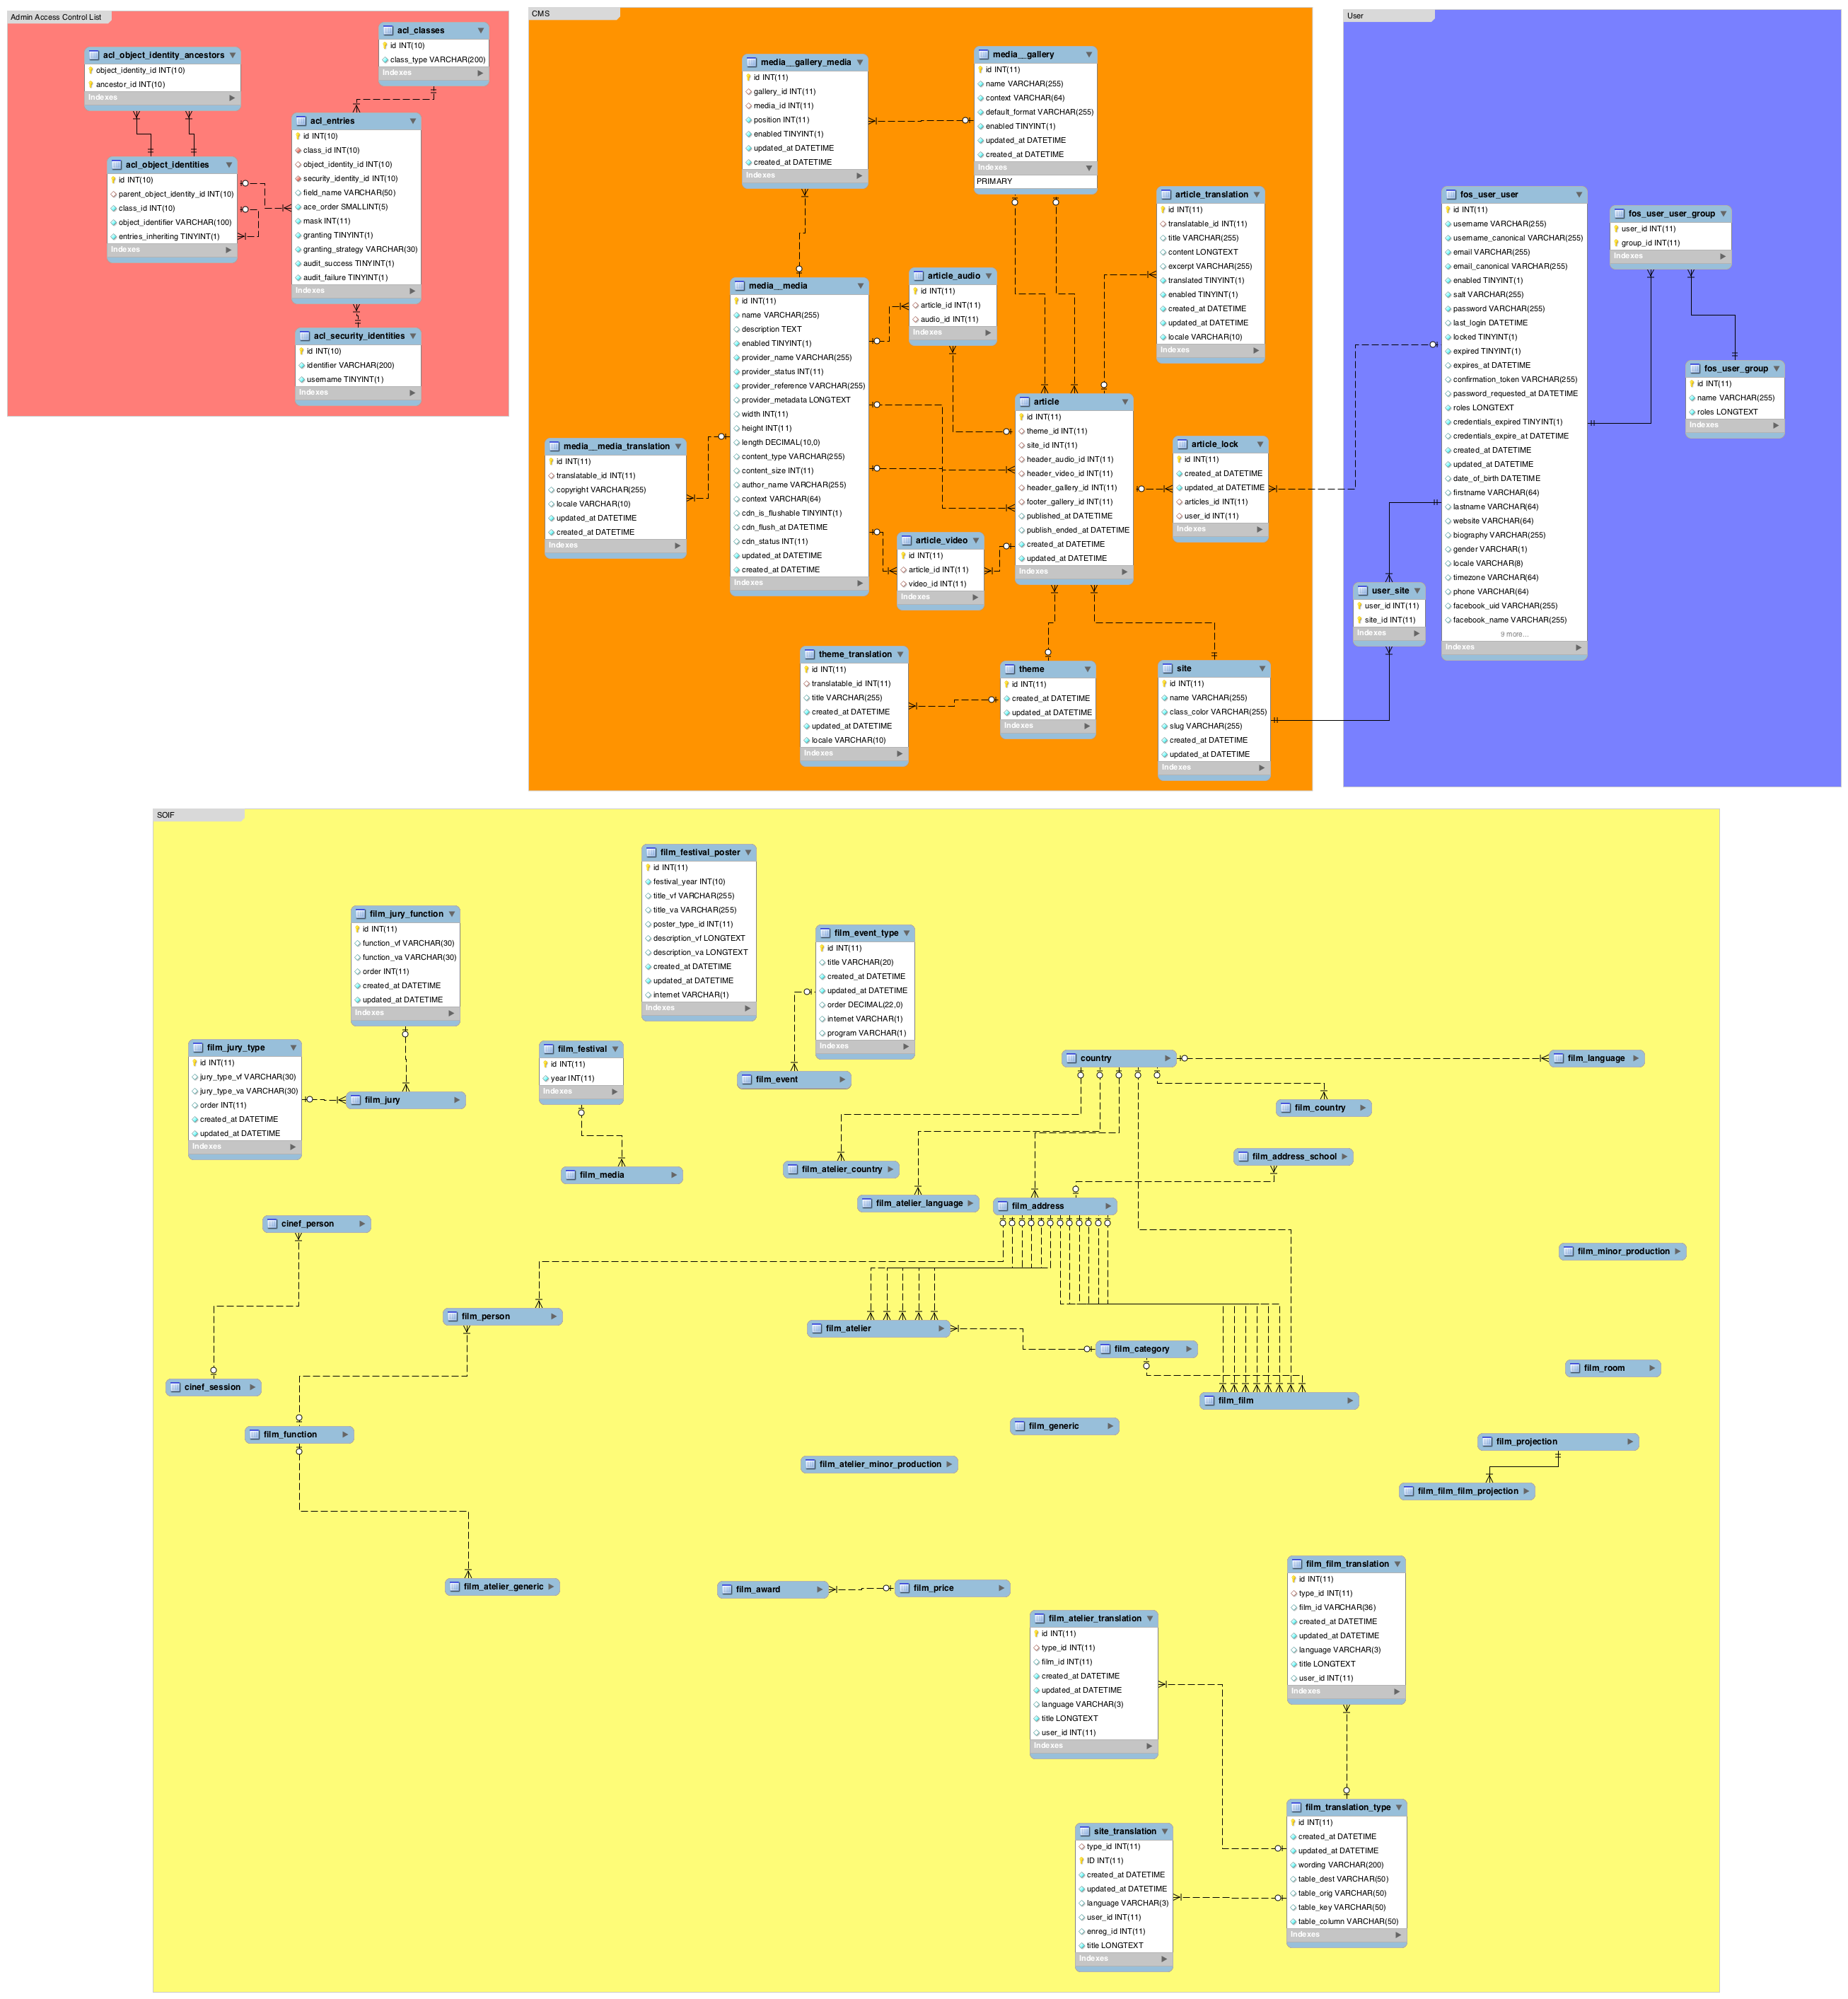 Admin Access Control List
acl_classes
id INT(10)
class_type VARCHAR(200)
Indexes
acl_object_identity_ancestors
object_identity_id INT(10)
ancestor_id INT(10)
Indexes
acl_entries
id INT(10)
class_id INT(10)
object_identity_id INT(10)
security_identity_id INT(10)
field_name VARCHAR(50)
ace_order SMALLINT(5)
mask INT(11)
granting TINYINT(1)
granting_strategy VARCHAR(30)
audit_success TINYINT(1)
audit_failure TINYINT(1)
Indexes
acl_object_identities
id INT(10)
parent_object_identity_id INT(10)
class_id INT(10)
object_identifier VARCHAR(100)
entries_inheriting TINYINT(1)
Indexes
acl_security_identities
id INT(10)
identifier VARCHAR(200)
username TINYINT(1)
Indexes
CMS
media__gallery_media
id INT(11)
gallery_id INT(11)
media_id INT(11)
position INT(11)
enabled TINYINT(1)
updated_at DATETIME
created_at DATETIME
Indexes
media__gallery
id INT(11)
name VARCHAR(255)
context VARCHAR(64)
default_format VARCHAR(255)
enabled TINYINT(1)
updated_at DATETIME
created_at DATETIME
Indexes
PRIMARY
article_translation
id INT(11)
translatable_id INT(11)
title VARCHAR(255)
content LONGTEXT
excerpt VARCHAR(255)
translated TINYINT(1)
enabled TINYINT(1)
created_at DATETIME
updated_at DATETIME
locale VARCHAR(10)
Indexes
media__media
id INT(11)
name VARCHAR(255)
description TEXT
enabled TINYINT(1)
provider_name VARCHAR(255)
provider_status INT(11)
provider_reference VARCHAR(255)
provider_metadata LONGTEXT
width INT(11)
height INT(11)
length DECIMAL(10,0)
content_type VARCHAR(255)
content_size INT(11)
author_name VARCHAR(255)
context VARCHAR(64)
cdn_is_flushable TINYINT(1)
cdn_flush_at DATETIME
cdn_status INT(11)
updated_at DATETIME
created_at DATETIME
Indexes
article_audio
id INT(11)
article_id INT(11)
audio_id INT(11)
Indexes
article
id INT(11)
theme_id INT(11)
site_id INT(11)
header_audio_id INT(11)
header_video_id INT(11)
header_gallery_id INT(11)
footer_gallery_id INT(11)
published_at DATETIME
publish_ended_at DATETIME
created_at DATETIME
updated_at DATETIME
Indexes
article_lock
id INT(11)
created_at DATETIME
updated_at DATETIME
articles_id INT(11)
user_id INT(11)
Indexes
media__media_translation
id INT(11)
translatable_id INT(11)
copyright VARCHAR(255)
locale VARCHAR(10)
updated_at DATETIME
created_at DATETIME
Indexes
article_video
id INT(11)
article_id INT(11)
video_id INT(11)
Indexes
theme_translation
id INT(11)
translatable_id INT(11)
title VARCHAR(255)
created_at DATETIME
updated_at DATETIME
locale VARCHAR(10)
Indexes
theme
id INT(11)
created_at DATETIME
updated_at DATETIME
Indexes
site
id INT(11)
name VARCHAR(255)
class_color VARCHAR(255)
slug VARCHAR(255)
created_at DATETIME
updated_at DATETIME
Indexes
User
fos_user_user
id INT(11)
username VARCHAR(255)
username_canonical VARCHAR(255)
email VARCHAR(255)
email_canonical VARCHAR(255)
enabled TINYINT(1)
salt VARCHAR(255)
password VARCHAR(255)
last_login DATETIME
locked TINYINT(1)
expired TINYINT(1)
expires_at DATETIME
confirmation_token VARCHAR(255)
password_requested_at DATETIME
roles LONGTEXT
credentials_expired TINYINT(1)
credentials_expire_at DATETIME
created_at DATETIME
updated_at DATETIME
date_of_birth DATETIME
firstname VARCHAR(64)
lastname VARCHAR(64)
website VARCHAR(64)
biography VARCHAR(255)
gender VARCHAR(1)
locale VARCHAR(8)
timezone VARCHAR(64)
phone VARCHAR(64)
facebook_uid VARCHAR(255)
facebook_name VARCHAR(255)
9 more...
Indexes
fos_user_user_group
user_id INT(11)
group_id INT(11)
Indexes
fos_user_group
id INT(11)
name VARCHAR(255)
roles LONGTEXT
Indexes
user_site
user_id INT(11)
site_id INT(11)
Indexes
SOIF
film_festival_poster
id INT(11)
festival_year INT(10)
title_vf VARCHAR(255)
title_va VARCHAR(255)
poster_type_id INT(11)
description_vf LONGTEXT
description_va LONGTEXT
created_at DATETIME
updated_at DATETIME
internet VARCHAR(1)
Indexes
film_jury_function
id INT(11)
function_vf VARCHAR(30)
function_va VARCHAR(30)
order INT(11)
created_at DATETIME
updated_at DATETIME
Indexes
film_event_type
id INT(11)
title VARCHAR(20)
created_at DATETIME
updated_at DATETIME
order DECIMAL(22,0)
internet VARCHAR(1)
program VARCHAR(1)
Indexes
film_jury_type
id INT(11)
jury_type_vf VARCHAR(30)
jury_type_va VARCHAR(30)
order INT(11)
created_at DATETIME
updated_at DATETIME
Indexes
film_jury
film_festival
id INT(11)
year INT(11)
Indexes
film_event
country
film_language
film_country
film_media
film_atelier_country
film_address_school
film_atelier_language
film_address
cinef_person
film_minor_production
film_person
film_atelier
film_category
film_room
cinef_session
film_film
film_generic
film_function
film_projection
film_atelier_minor_production
film_film_film_projection
film_atelier_generic
film_award
film_price
film_film_translation
id INT(11)
type_id INT(11)
film_id VARCHAR(36)
created_at DATETIME
updated_at DATETIME
language VARCHAR(3)
title LONGTEXT
user_id INT(11)
Indexes
film_atelier_translation
id INT(11)
type_id INT(11)
film_id INT(11)
created_at DATETIME
updated_at DATETIME
language VARCHAR(3)
title LONGTEXT
user_id INT(11)
Indexes
film_translation_type
id INT(11)
created_at DATETIME
updated_at DATETIME
wording VARCHAR(200)
table_dest VARCHAR(50)
table_orig VARCHAR(50)
table_key VARCHAR(50)
table_column VARCHAR(50)
Indexes
site_translation
type_id INT(11)
ID INT(11)
created_at DATETIME
updated_at DATETIME
language VARCHAR(3)
user_id INT(11)
enreg_id INT(11)
title LONGTEXT
Indexes